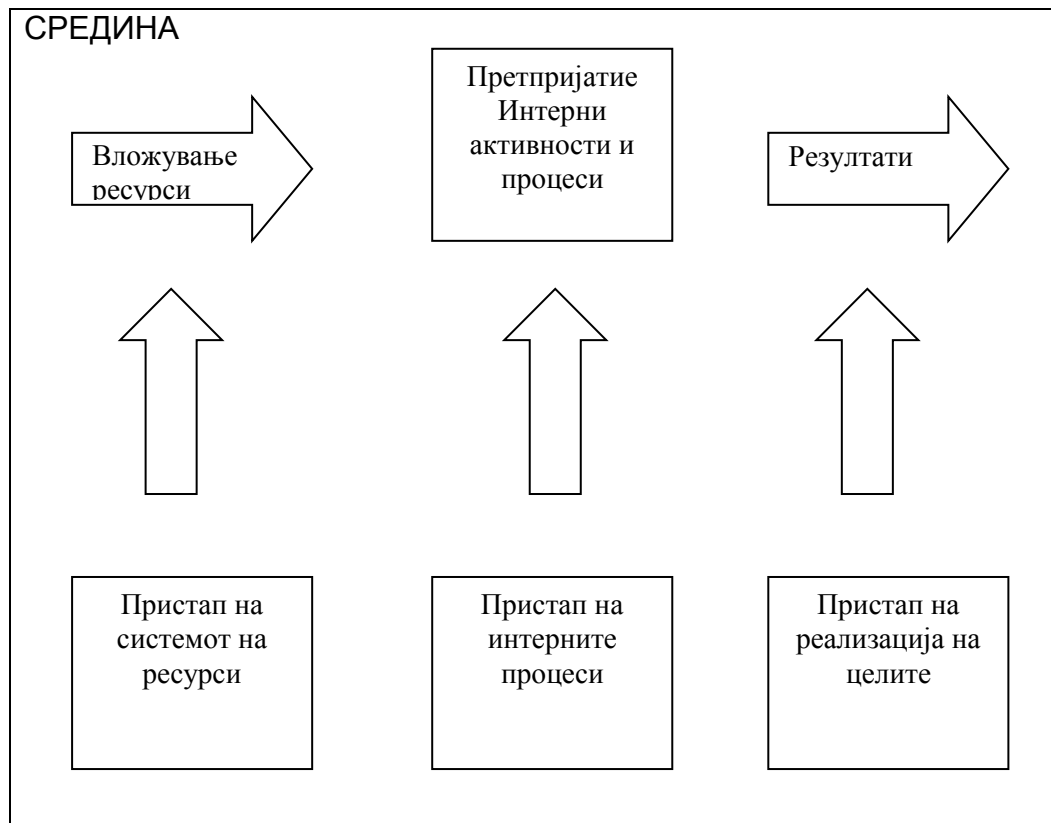 СРЕДИНА
Вложување
ресурси
Претпријатие
Интерни
активности и
процеси
Резултати
Пристап на
системот на
ресурси
Пристап на
интерните
процеси
Пристап на
реализација на
целите